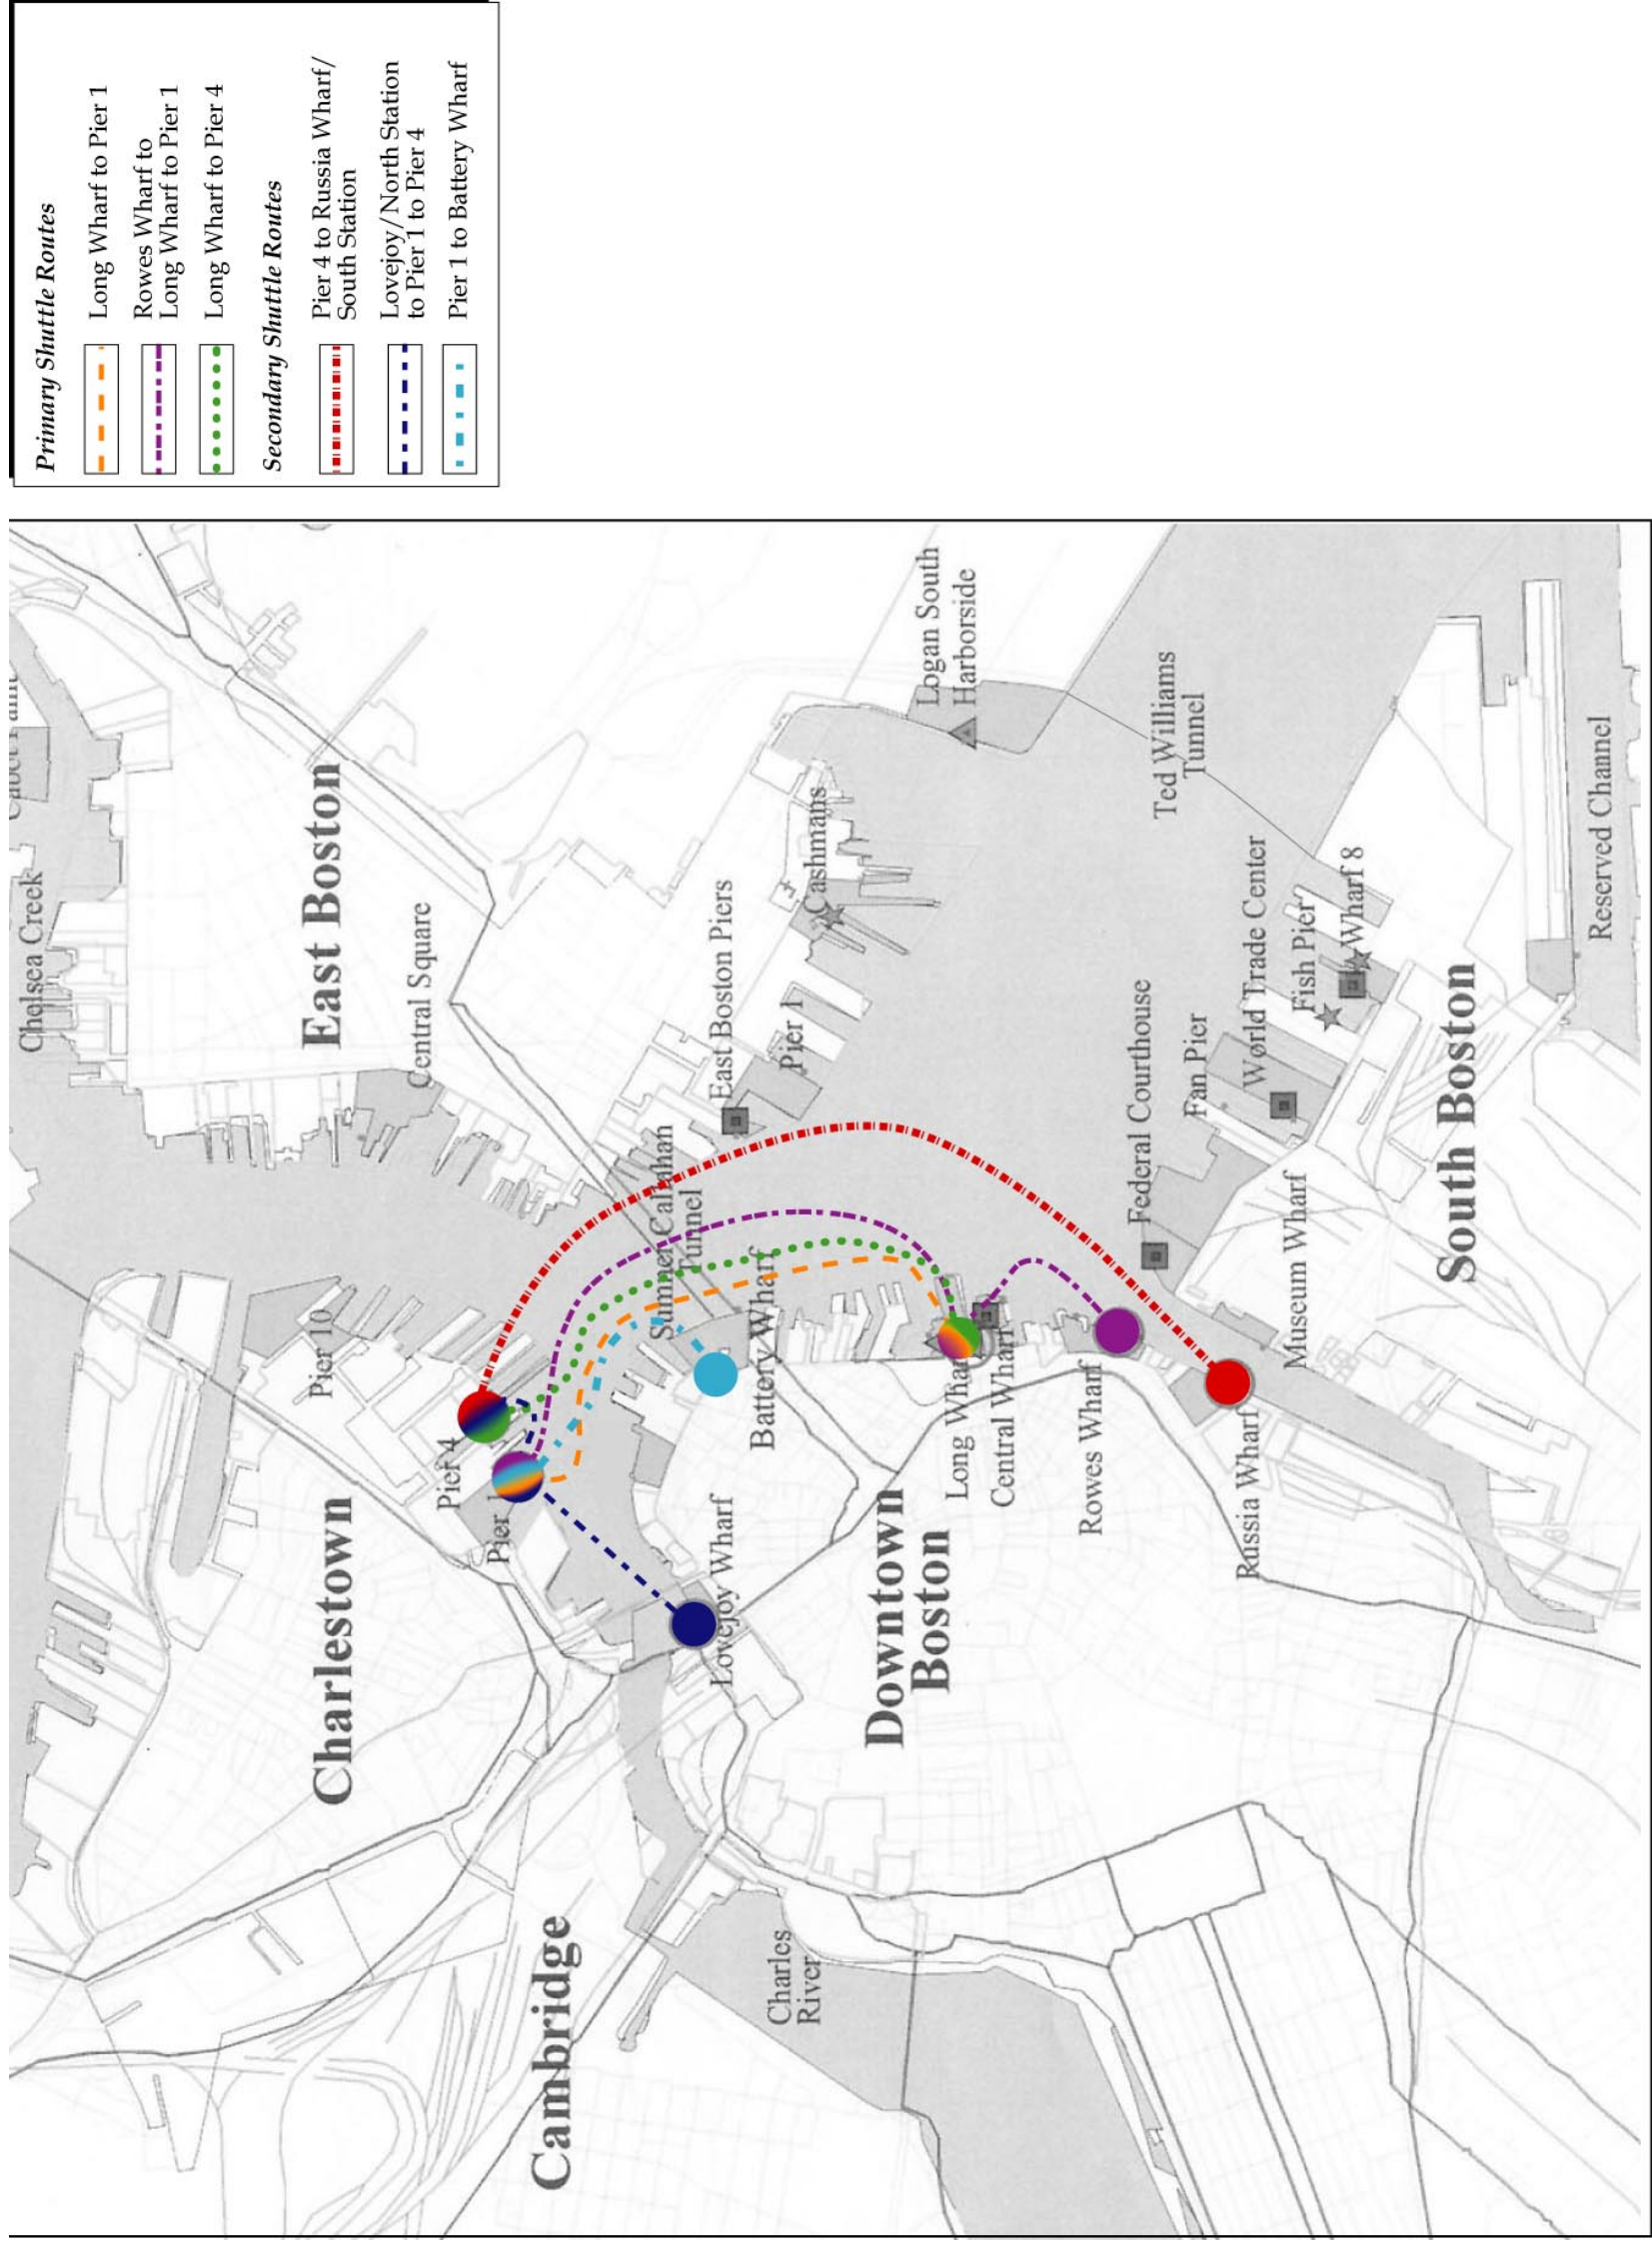 Primary Shuttle Routes
Long Wharf to Pier 1
Rowes Wharf to
Long Wharf to Pier 1
Long Wharf to Pier 4
Secondary Shuttle Routes
Pier 4 to Russia Wharf/
South Station
Lovejoy/North Station
to Pier 1 to Pier 4
Pier 1 to Battery Wharf
Chelsea Creek
East Boston
Central Square
Logan South
Harborside
Cashmans
East Boston Piers
Pier 1
Ted Williams
Tunnel
Reserved Channel
World Trade Center
Fish Pier
Wharf 8
Federal Courthouse
Fan Pier
South Boston
Museum Wharf
Sumner Callahan
Tunnel
Pier 10
Battery Wharf
Pier 4
Pier 1
Charlestown
Lovejoy Wharf
Long Wharf
Central Wharf
Rowes Wharf
Russia Wharf
Downtown
Boston
Cambridge
Charles
River